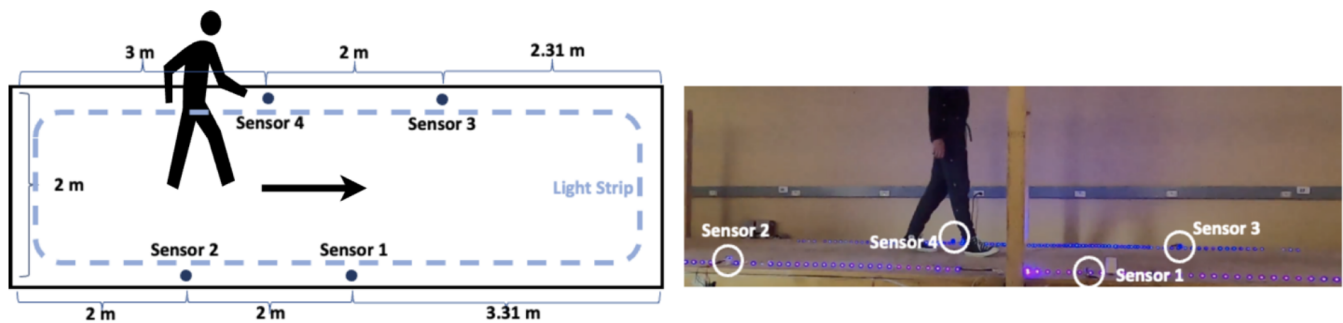 3 m
2 m
2.31 m
Sensor 4
Sensor 3
2 m
Light Strip
Sensor 2
Sensor 1
2 m
2 m
3.31 m
Sensor 2
Sensor 4
Sensor 3
Sensor 1